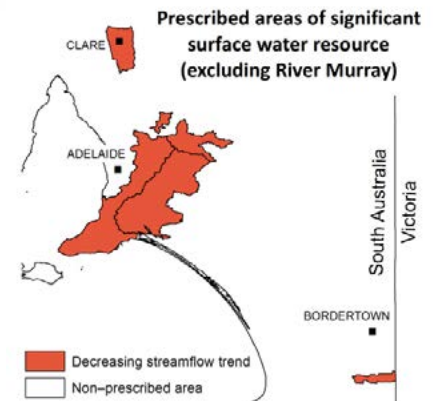 Prescribed areas of significant
surface water resource
(excluding River Murray)
CLARE
ADELAIDE
South Australia
Victoria
BORDERTOWN
Decreasing streamflow trend
Non–prescribed area